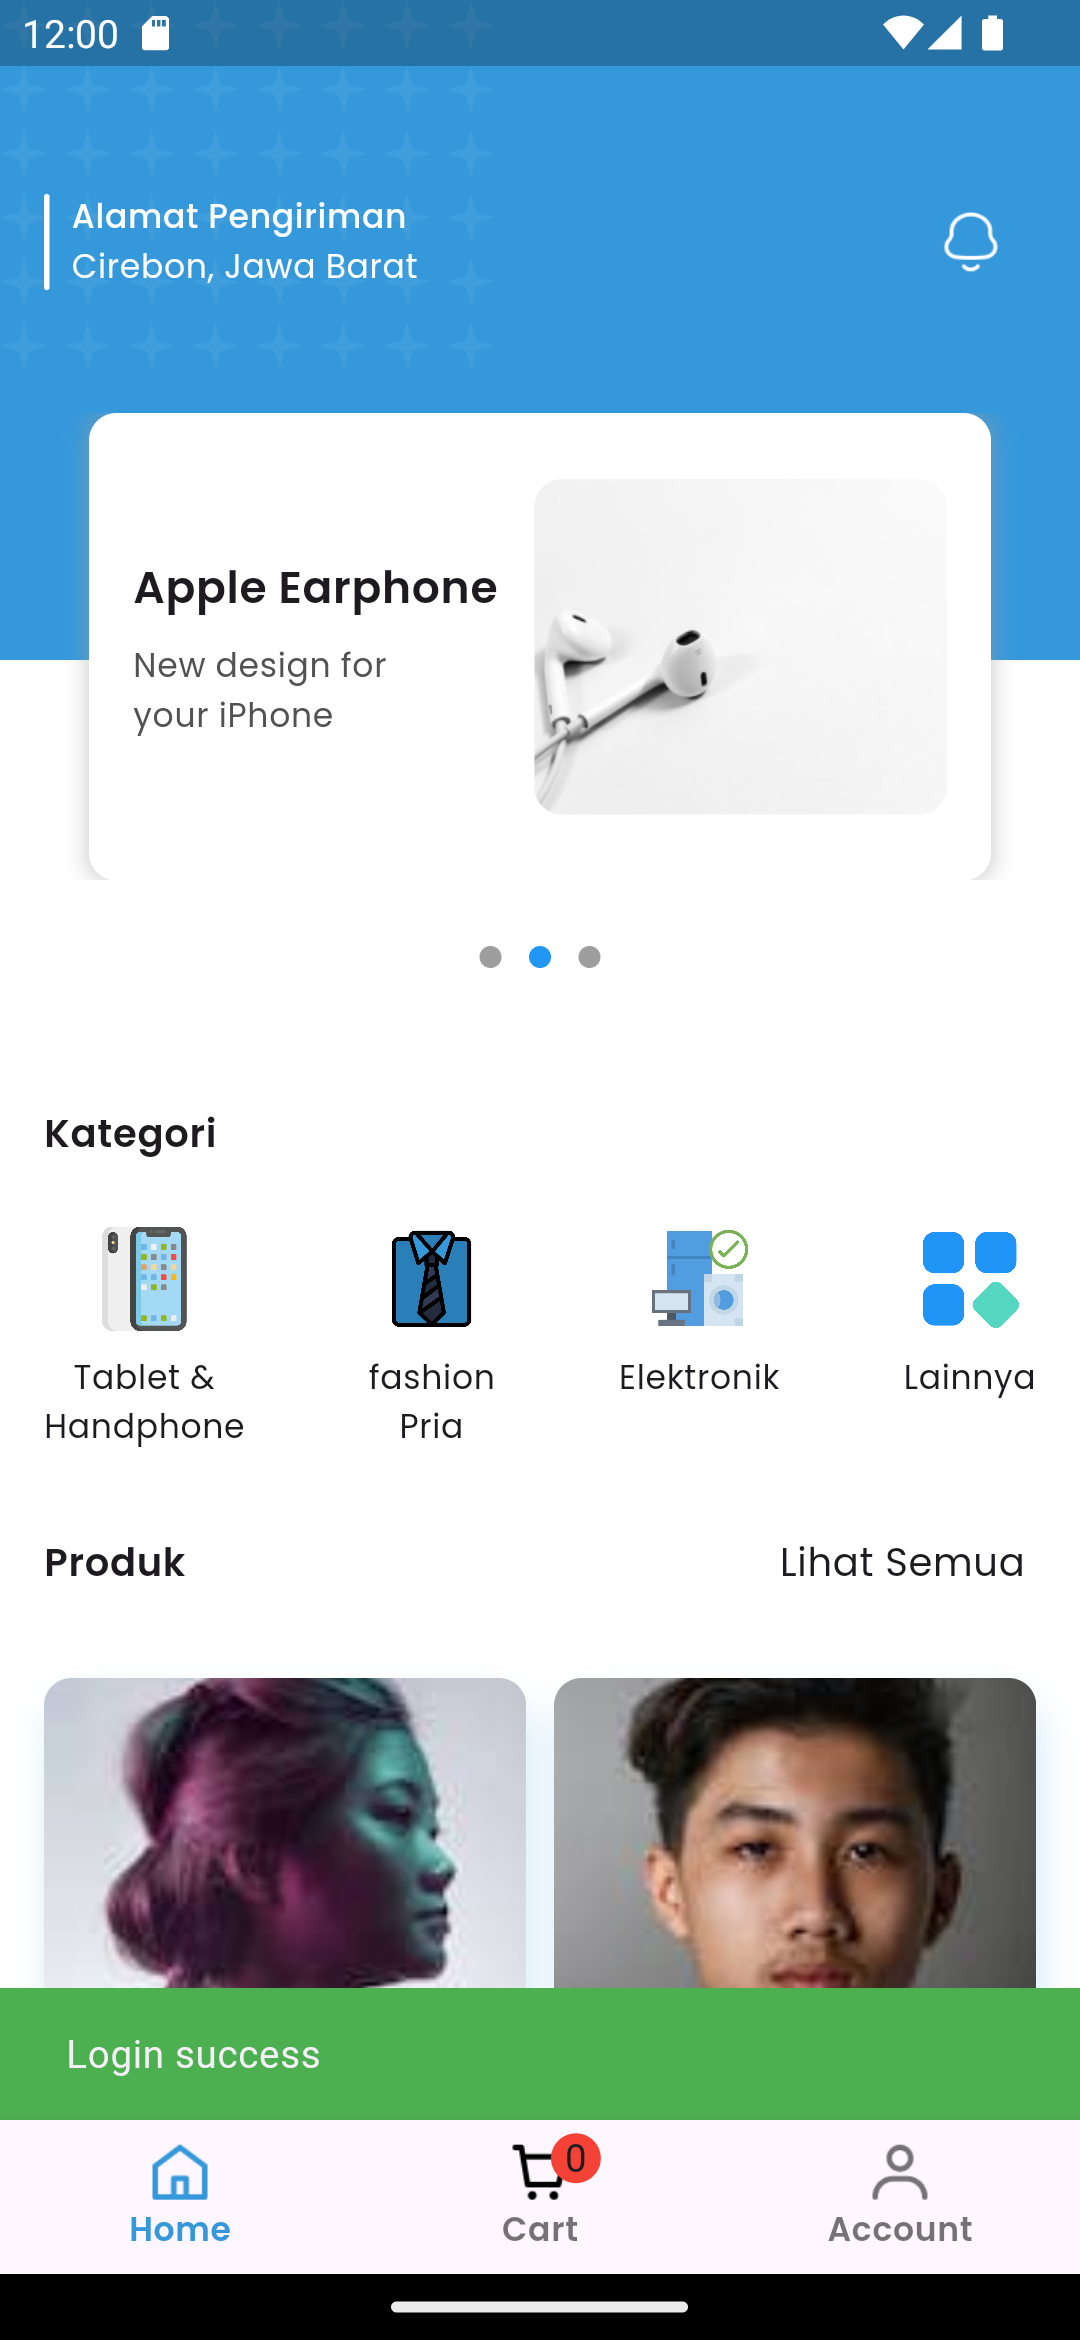 12:00
Alamat Pengiriman
Cirebon, Jawa Barat
Apple Earphone
New design for
your iPhone
Kategori
Tablet &
Handphone
fashion
Pria
Elektronik
Lainnya
Produk
Lihat Semua
Login success
0
Home
Cart
Account